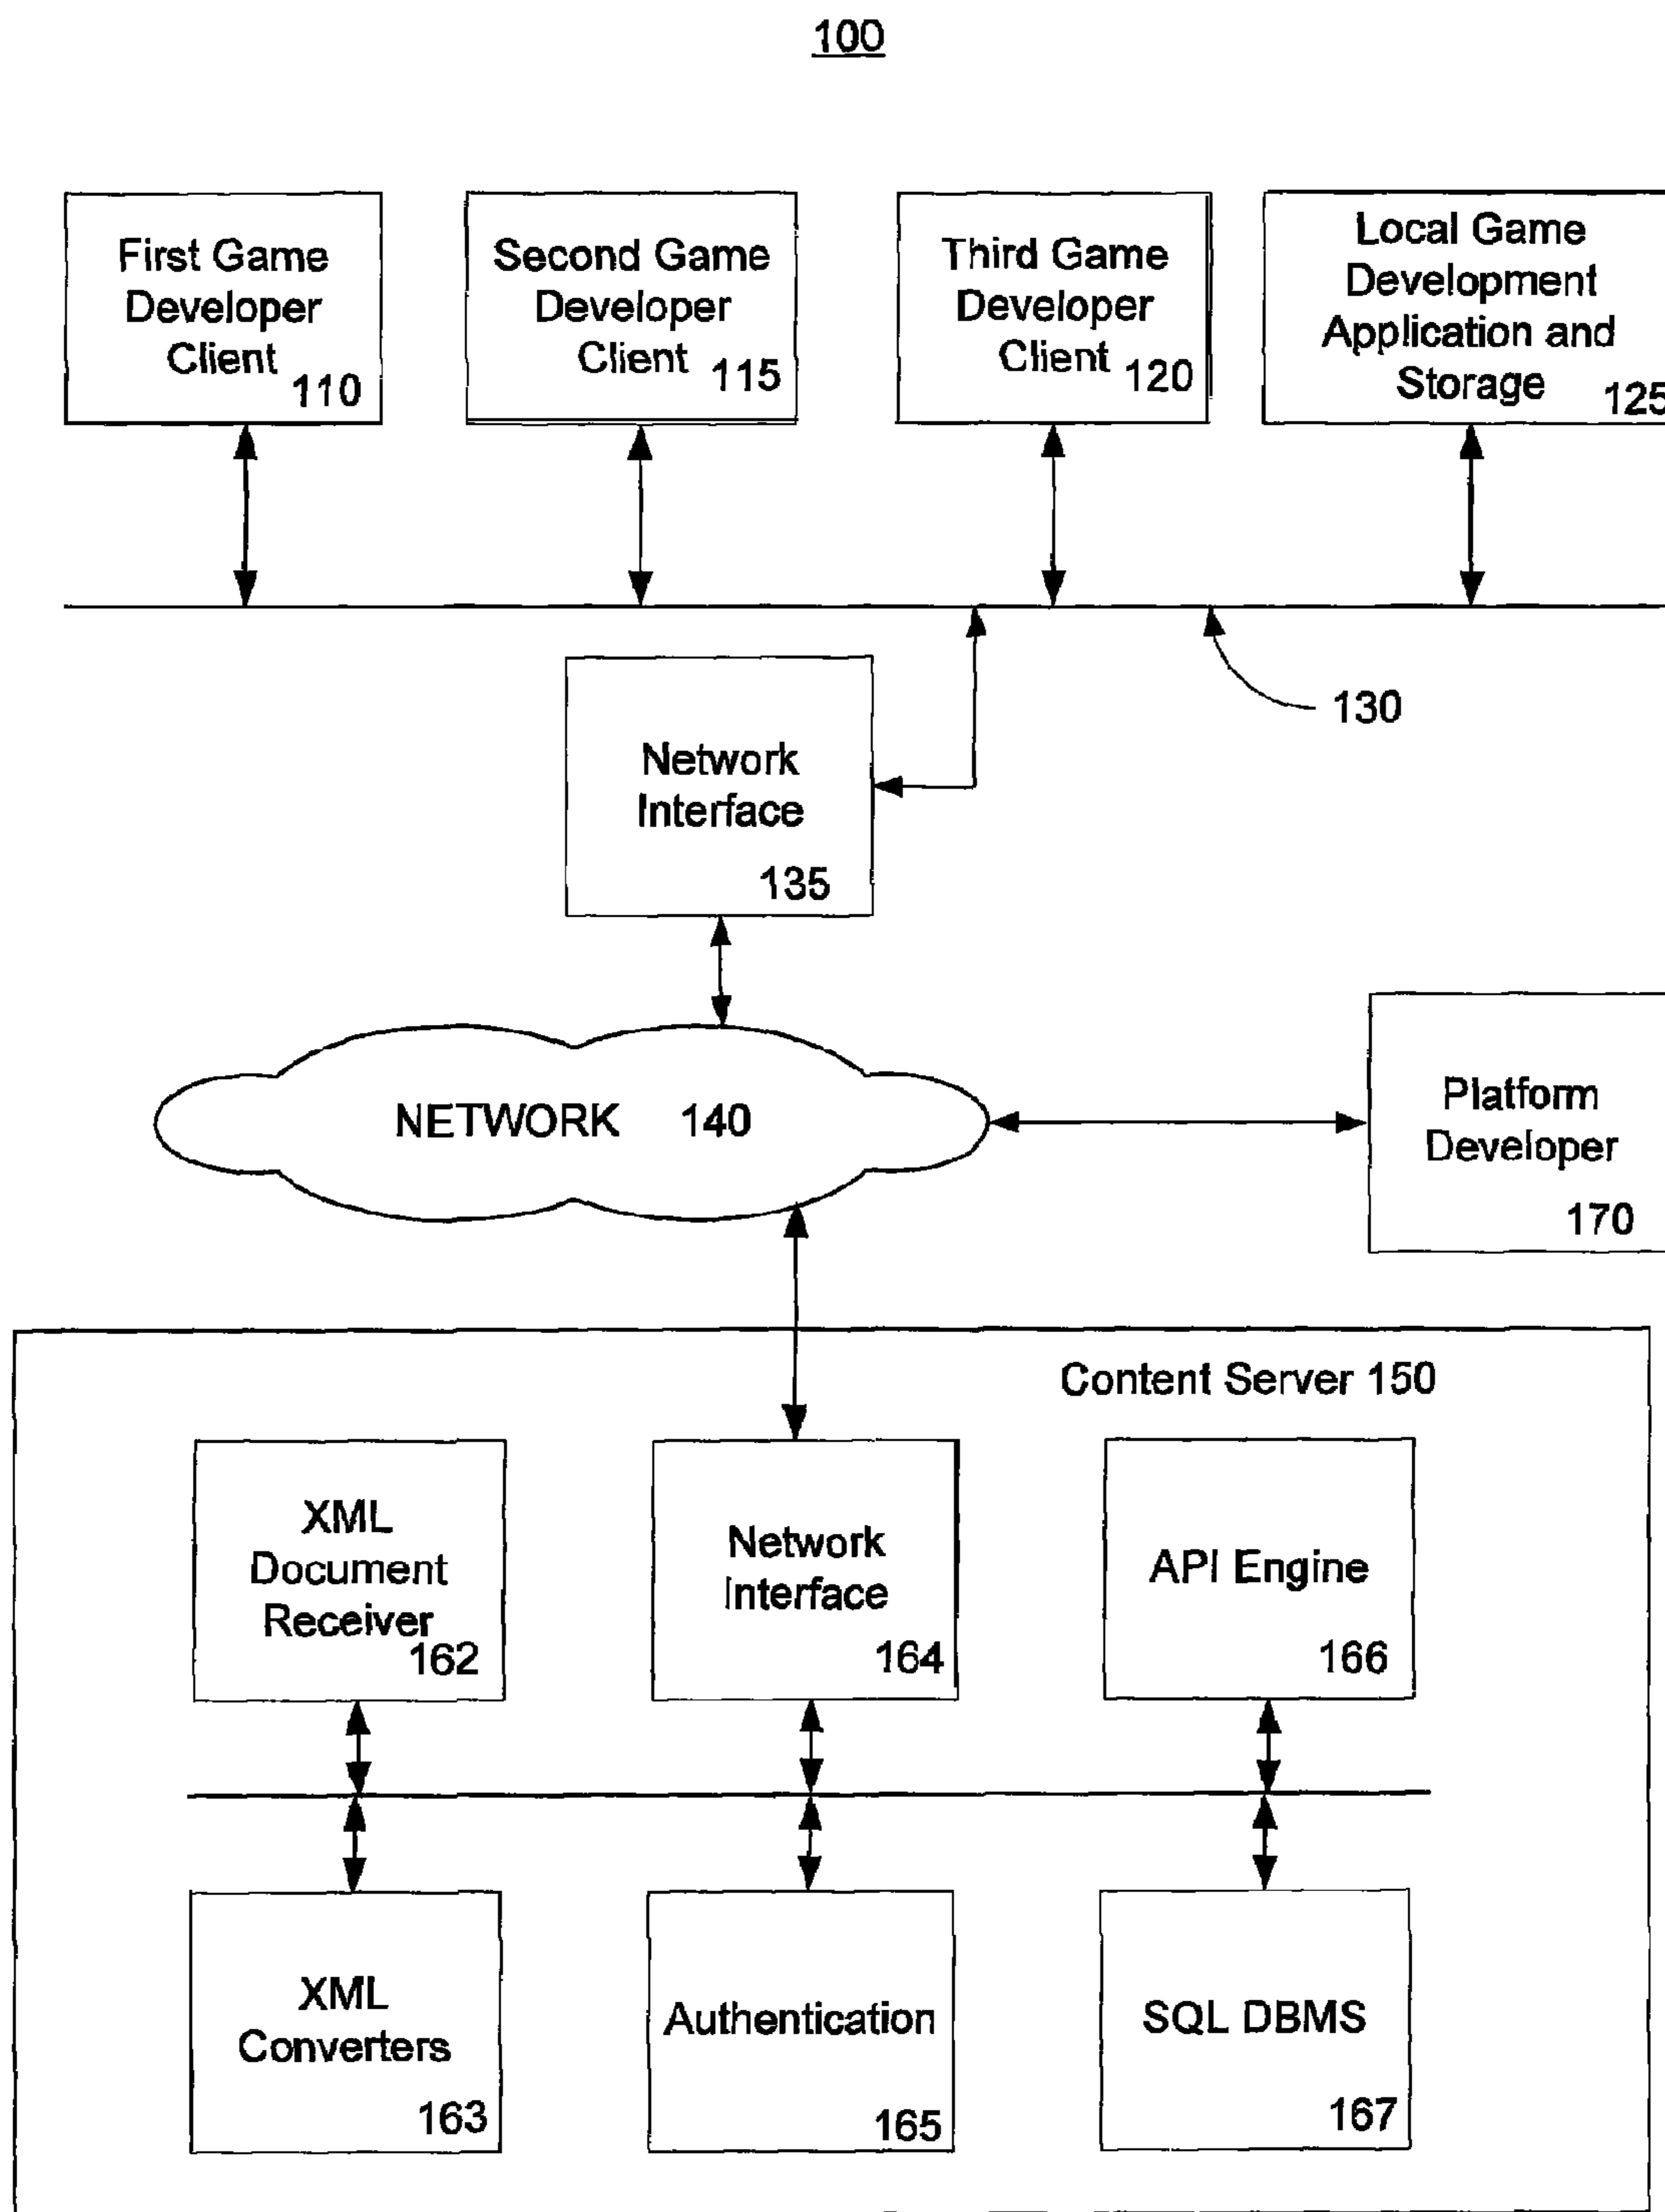 100
First Game
Developer
Client
110
Second Game
Developer
Client
115
Third Game
Developer
Client
120
Local Game
Development
Application and
Storage
125
130
Network
Interface
135
NETWORK 140
Platform
Developer
170
Content Server 150
XML
Document
Receiver
162
Network
Interface
164
API Engine
166
XML
Converters
163
Authentication
165
SQL DBMS
167